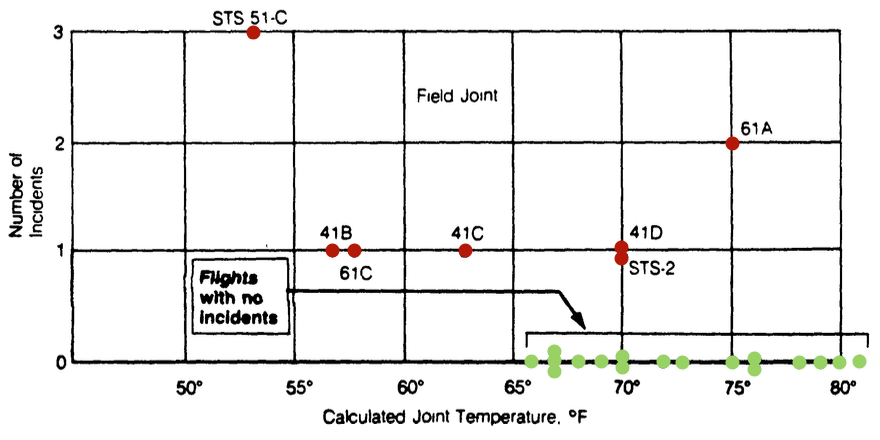 STS 51-C
3
Field Joint
61A
2
Number of
Incidents
41B
41C
41D
1
61C
STS-2
Flights
with no
incidents
0
50° 55° 60° 65° 70° 75° 80°
Calculated Joint Temperature, °F